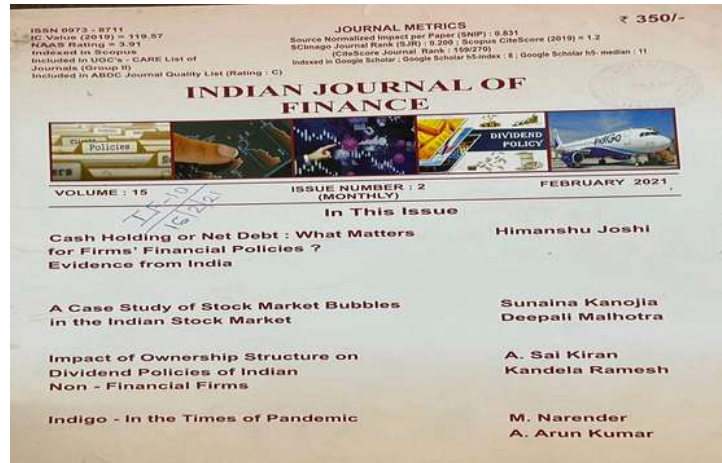 ISSN 0973 - 8711
IC Value (2019) = 119.57
NAAS Rating = 3.91
Indexed in Scopus
Included in UGC's - CARE List of
Journals (Group II)
Included in ABDC Journal Quality List (Rating : C)
JOURNAL METRICS
Source Normalized Impact per Paper (SNIP) : 0.831
SCImago Journal Rank (SJR) : 0.200 ; Scopus CiteScore (2019) = 1.2
(CiteScore Journal Rank : 159/270)
Indexed in Google Scholar ; Google Scholar h5-index : 8 ; Google Scholar h5- median : 11
₹ 350/-
INDIAN JOURNAL OF
FINANCE
Policies
DIVIDEND
POLICY
IndiGo
VOLUME : 15
ISSUE NUMBER : 2
(MONTHLY)
FEBRUARY 2021
16/2/21
In This Issue
Cash Holding or Net Debt : What Matters
for Firms' Financial Policies ?
Evidence from India
Himanshu Joshi
A Case Study of Stock Market Bubbles
in the Indian Stock Market
Sunaina Kanojia
Deepali Malhotra
Impact of Ownership Structure on
Dividend Policies of Indian
Non - Financial Firms
A. Sai Kiran
Kandela Ramesh
Indigo - In the Times of Pandemic
M. Narender
A. Arun Kumar